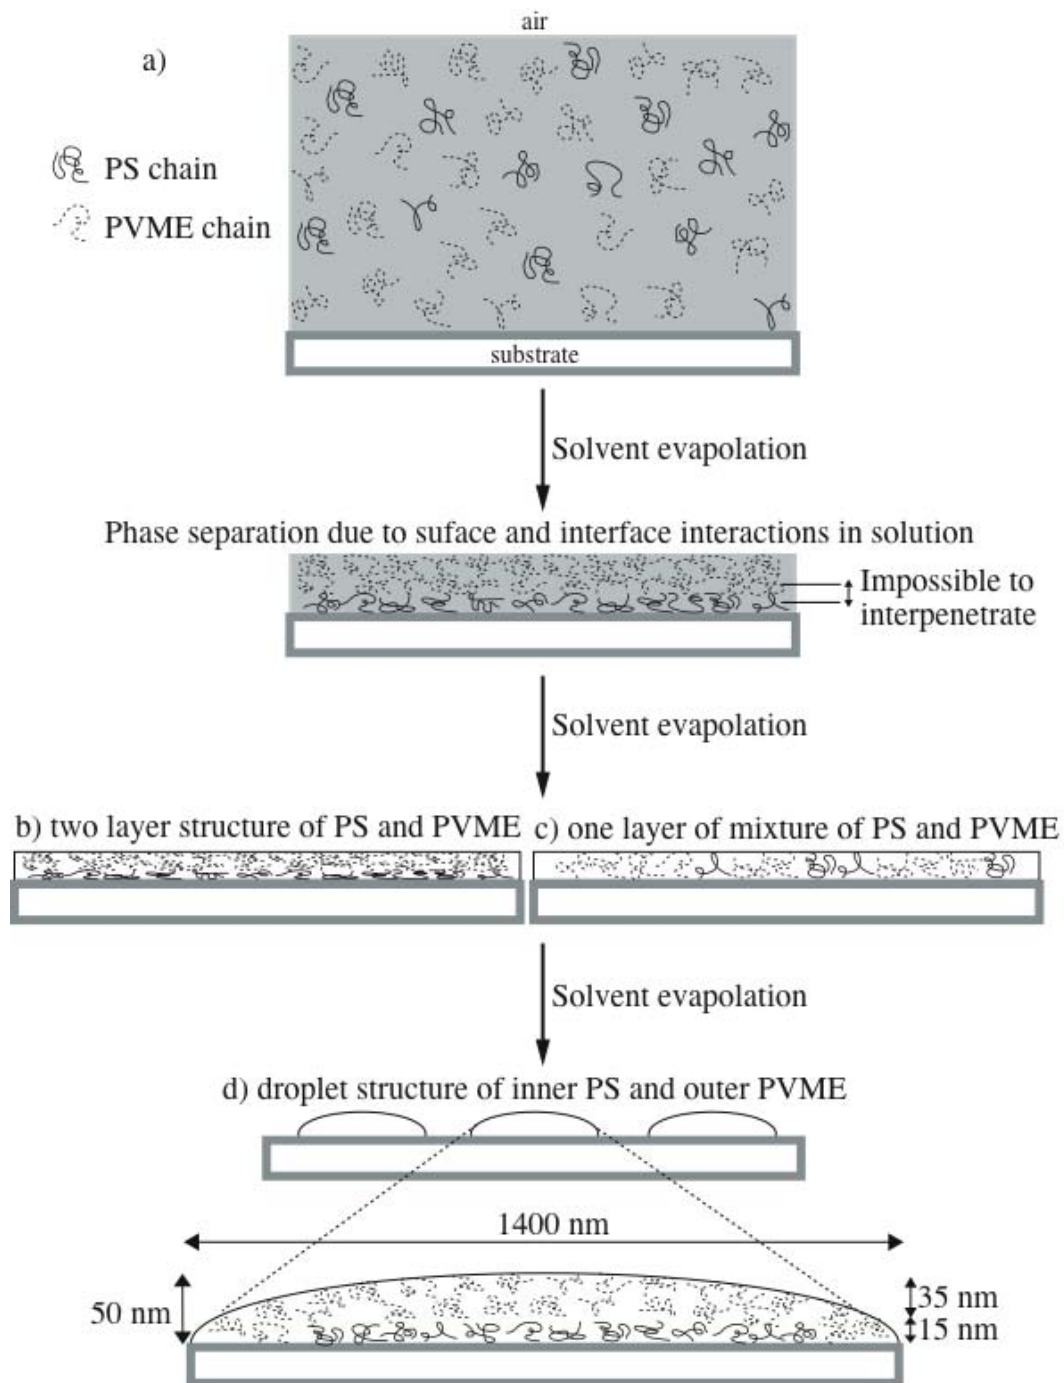 air
a)
PS chain
PVME chain
substrate
Solvent evapolation
Phase separation due to suface and interface interactions in solution
Impossible to
interpenetrate
Solvent evapolation
b) two layer structure of PS and PVME
c) one layer of mixture of PS and PVME
Solvent evapolation
d) droplet structure of inner PS and outer PVME
1400 nm
50 nm
35 nm
15 nm